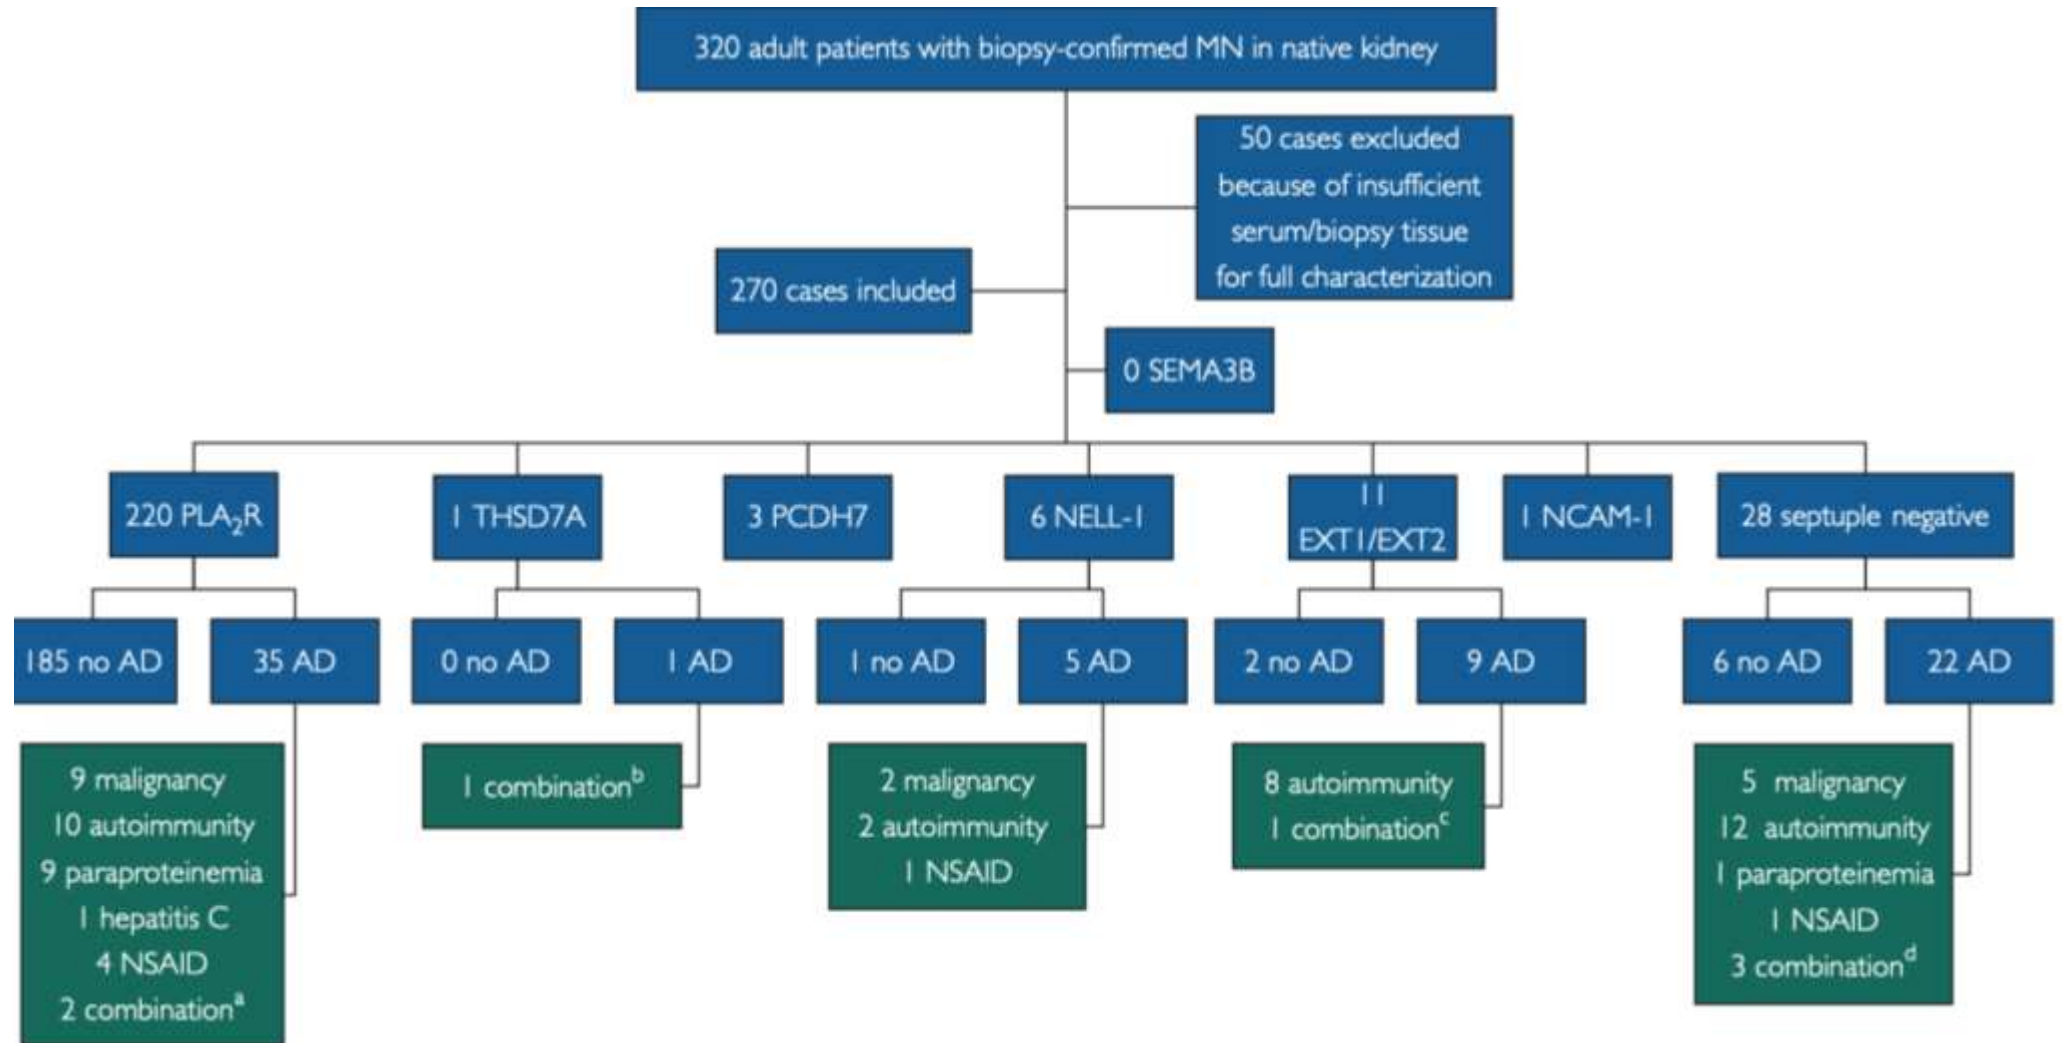 320 adult patients with biopsy-confirmed MN in native kidney
50 cases excluded
because of insufficient
serum/biopsy tissue
for full characterization
270 cases included
0 SEMA3B
220 PLA₂R
1 THSD7A
3 PCDH7
6 NELL-1
11
EXT1/EXT2
1 NCAM-1
28 septuple negative
185 no AD
35 AD
0 no AD
1 AD
1 no AD
5 AD
2 no AD
9 AD
6 no AD
22 AD
9 malignancy
10 autoimmunity
9 paraproteinemia
1 hepatitis C
4 NSAID
2 combinationᵃ
1 combinationᵇ
2 malignancy
2 autoimmunity
1 NSAID
8 autoimmunity
1 combinationᶜ
5 malignancy
12 autoimmunity
1 paraproteinemia
1 NSAID
3 combinationᵈ